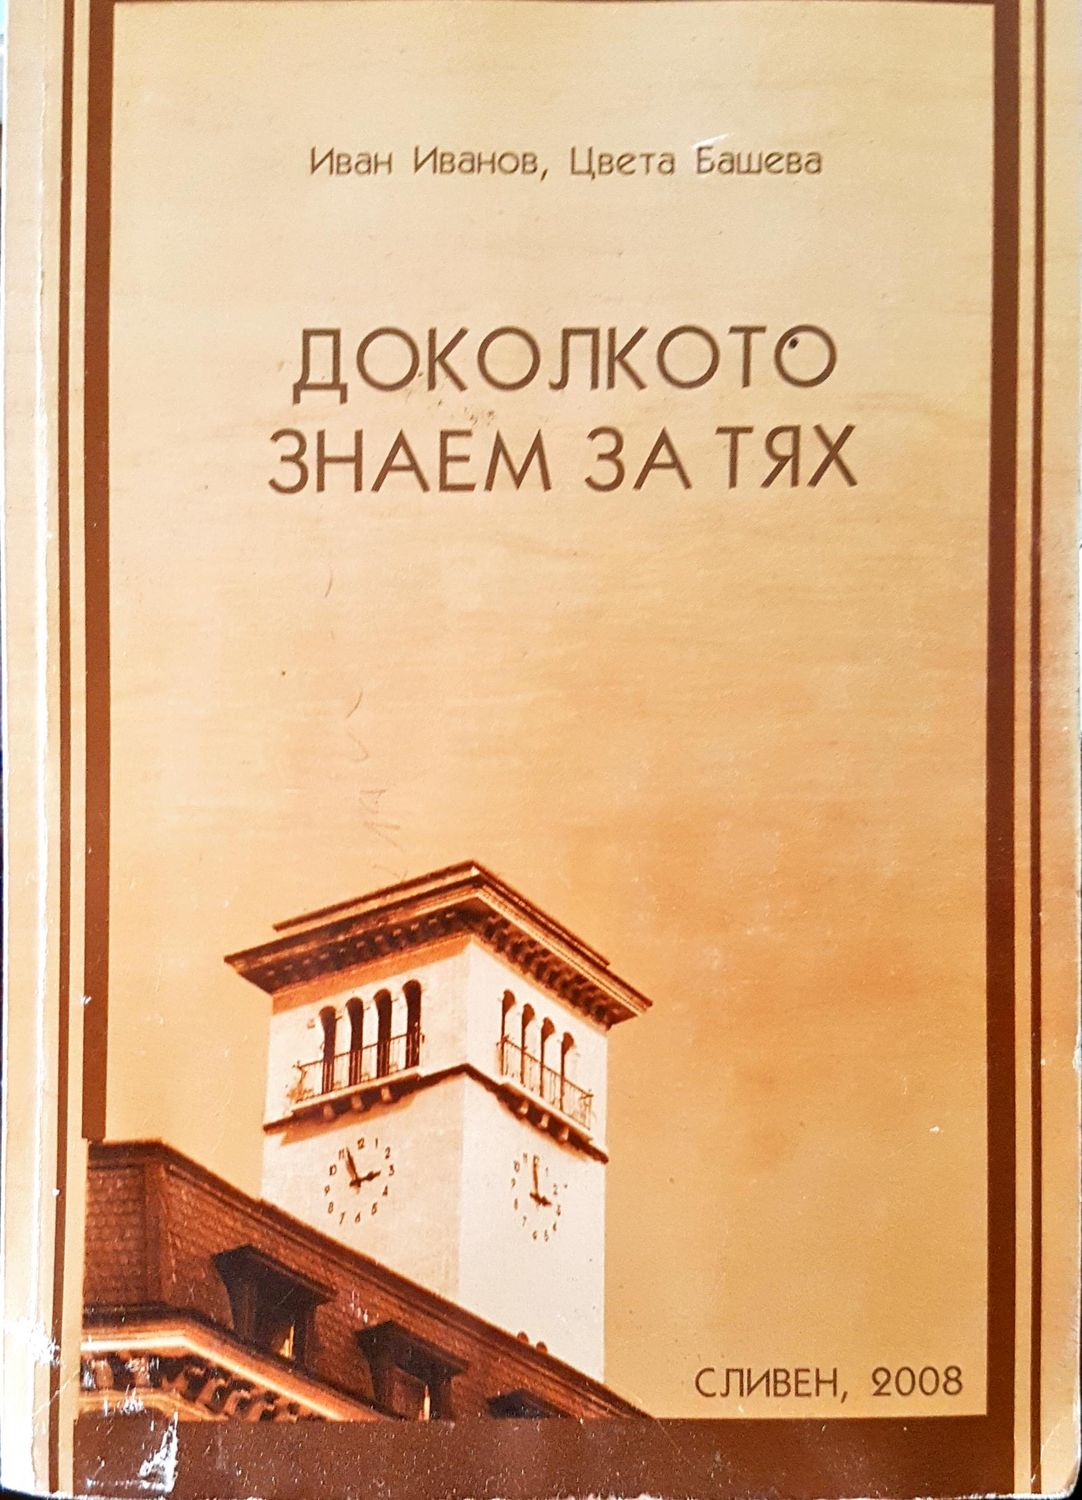 Иван Иванов, Цвета Башева
ДОКОЛКОТО
ЗНАЕМ ЗА ТЯХ
СЛИВЕН, 2008